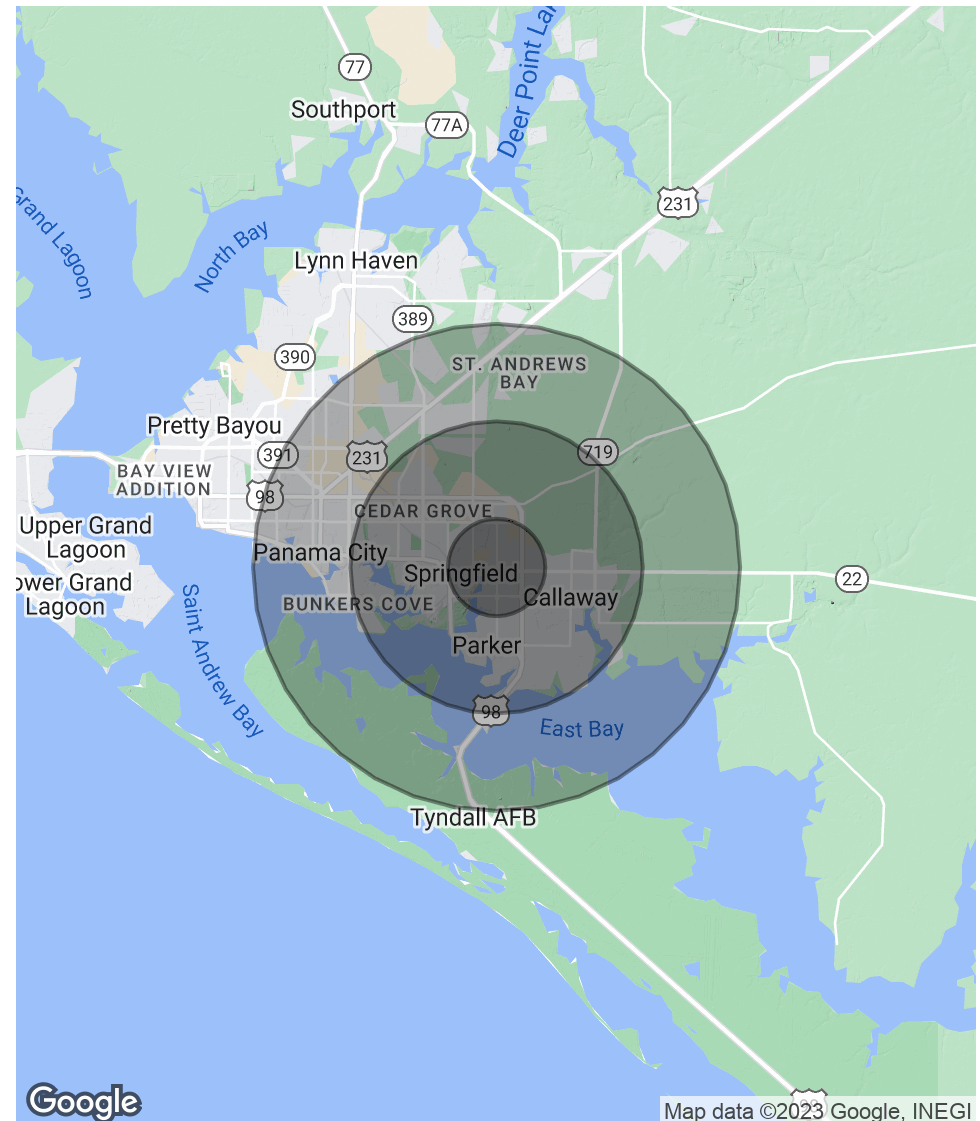 77
Southport
77A
Deer Point La
231
Grand Lagoon
North Bay
Lynn Haven
389
390
ST. ANDREWS
BAY
Pretty Bayou
391
231
719
BAY VIEW
ADDITION
98
CEDAR GROVE
Upper Grand
Lagoon
Panama City
Springfield
22
ower Grand
Lagoon
BUNKERS COVE
Callaway
Saint Andrew Bay
Parker
98
East Bay
Tyndall AFB
98
Google
Map data ©2023 Google, INEGI